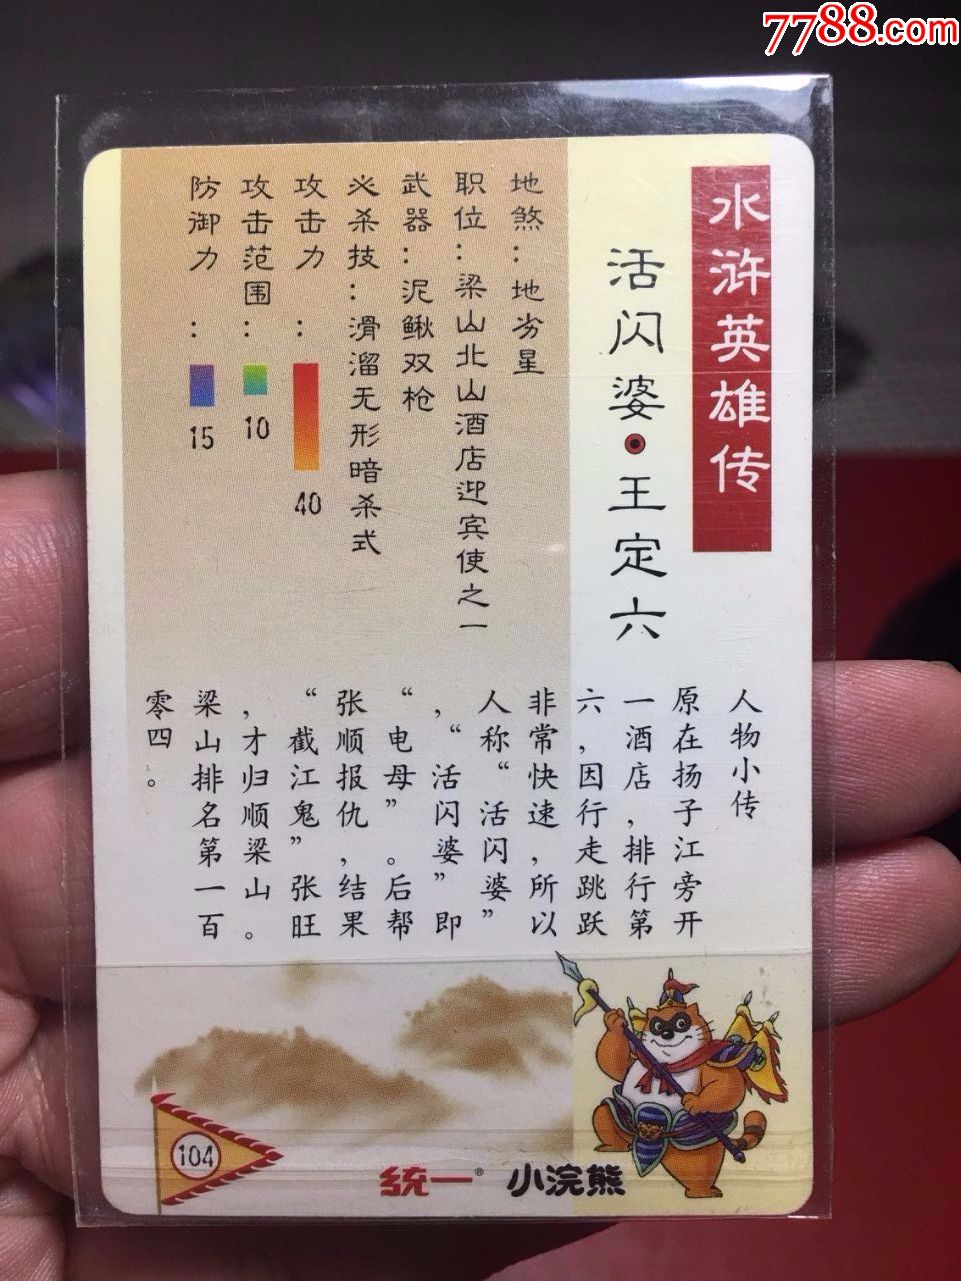 7788.com
水浒英雄传
活闪婆·王定六
地煞：地劣星
职位：梁山北山酒店迎宾使之一
武器：泥鳅双枪
必杀技：滑溜无形暗杀式
攻击力：40
攻击范围：10
防御力：15
人物小传
原在扬子江旁开
一酒店，排行第
六，因行走跳跃
非常快速，所以
人称“活闪婆”
，“活闪婆”即
“电母”。后帮
张顺报仇，结果
“截江鬼”张旺
，才归顺梁山。
梁山排名第一百
零四。
104
统一® 小浣熊